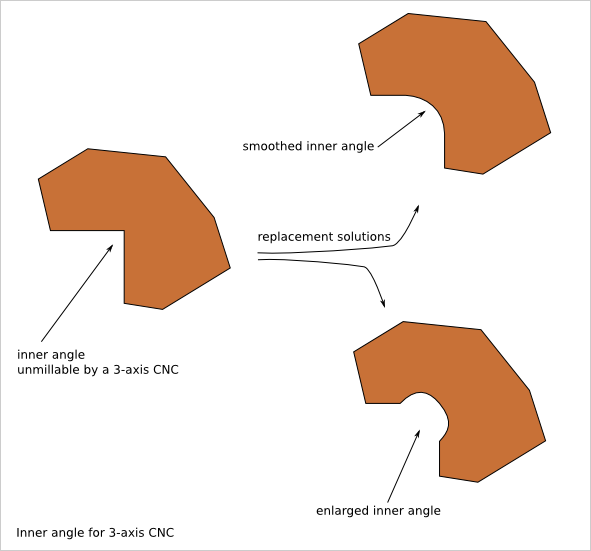 smoothed inner angle
replacement solutions
inner angle
unmillable by a 3-axis CNC
enlarged inner angle
Inner angle for 3-axis CNC